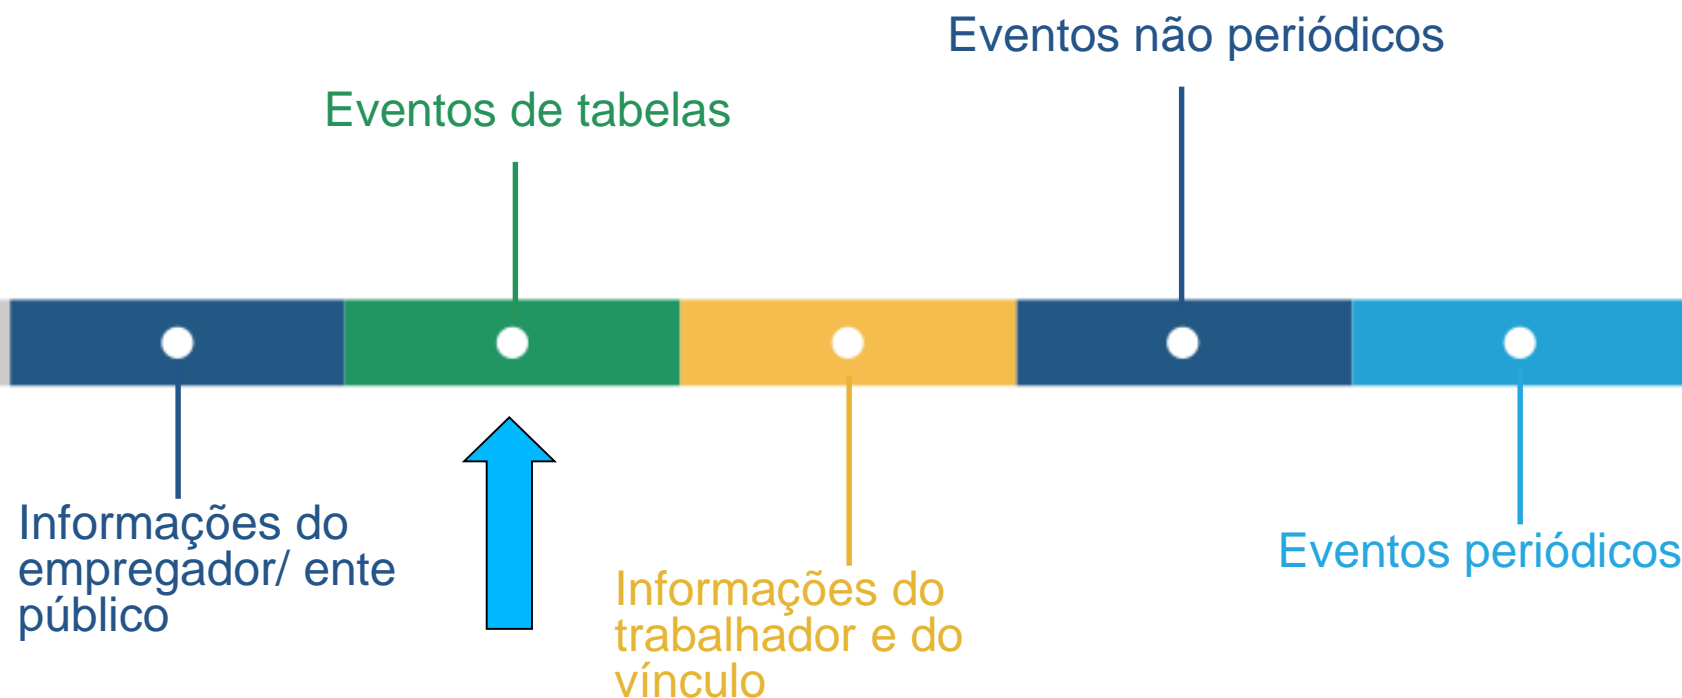 Eventos não periódicos
Eventos de tabelas
Informações do
empregador/ ente
público
Informações do
trabalhador e do
vínculo
Eventos periódicos